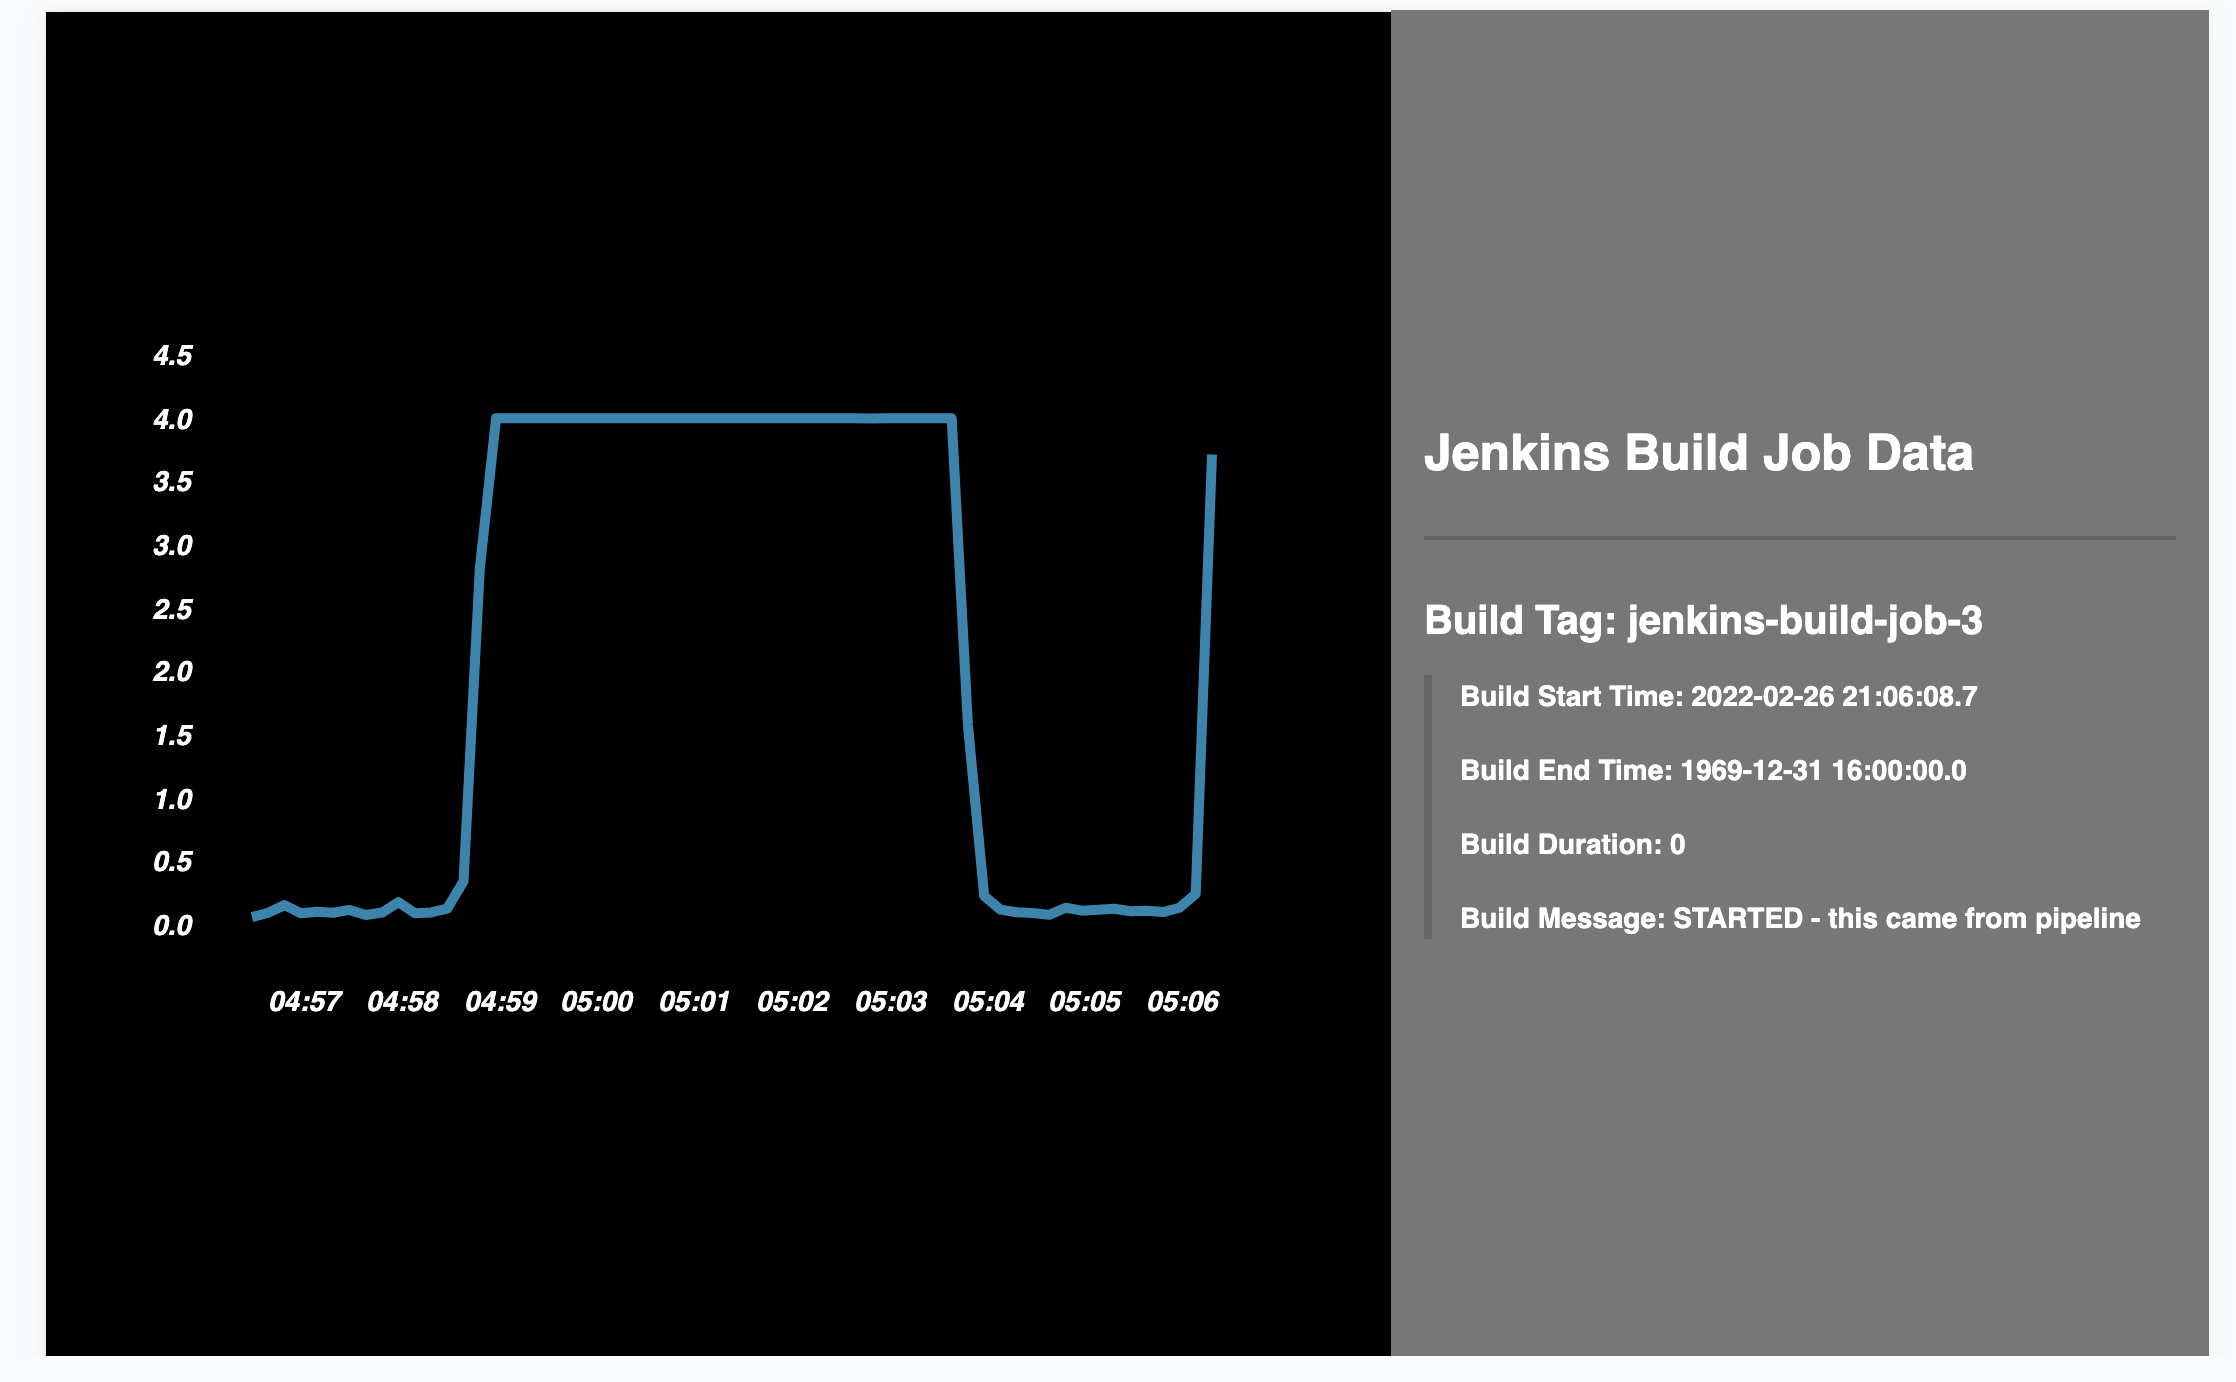 4.5
4.0
3.5
3.0
2.5
2.0
1.5
1.0
0.5
0.0
04:57 04:58 04:59 05:00 05:01 05:02 05:03 05:04 05:05 05:06
Jenkins Build Job Data
Build Tag: jenkins-build-job-3
Build Start Time: 2022-02-26 21:06:08.7
Build End Time: 1969-12-31 16:00:00.0
Build Duration: 0
Build Message: STARTED - this came from pipeline